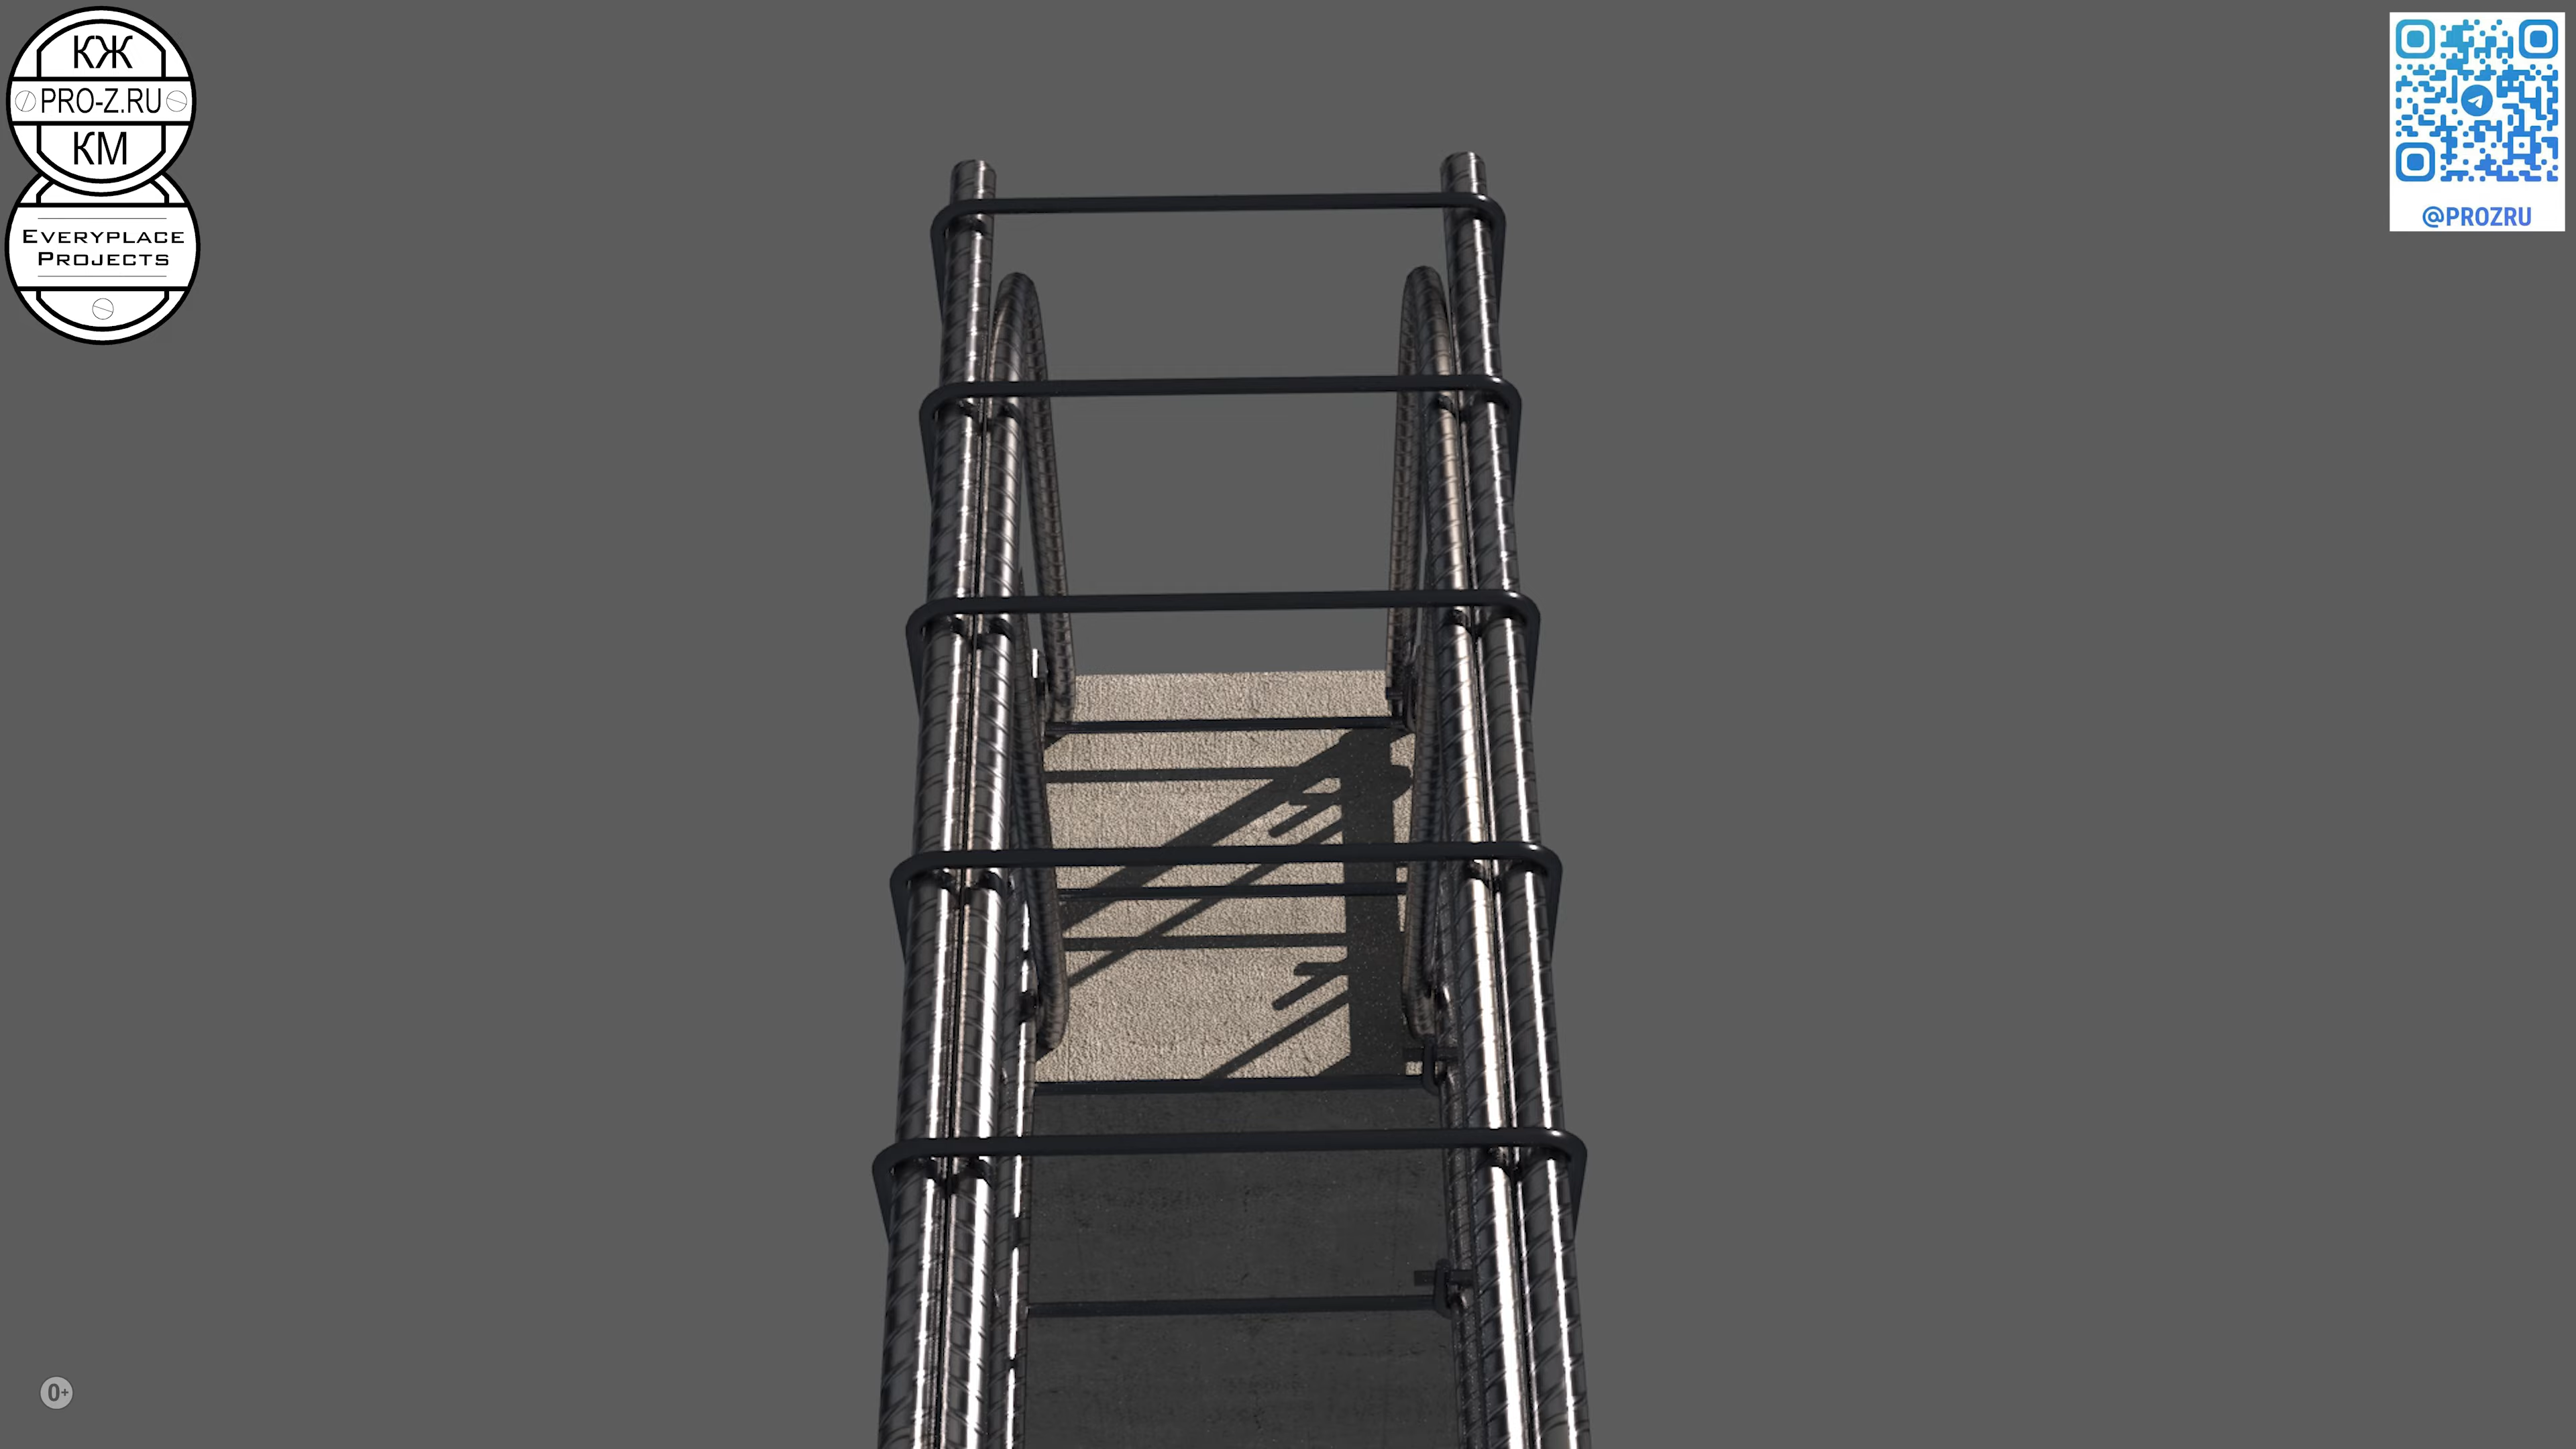 КЖ
PRO-Z.RU
КМ
EVERYPLACE
PROJECTS
@PROZRU
0+